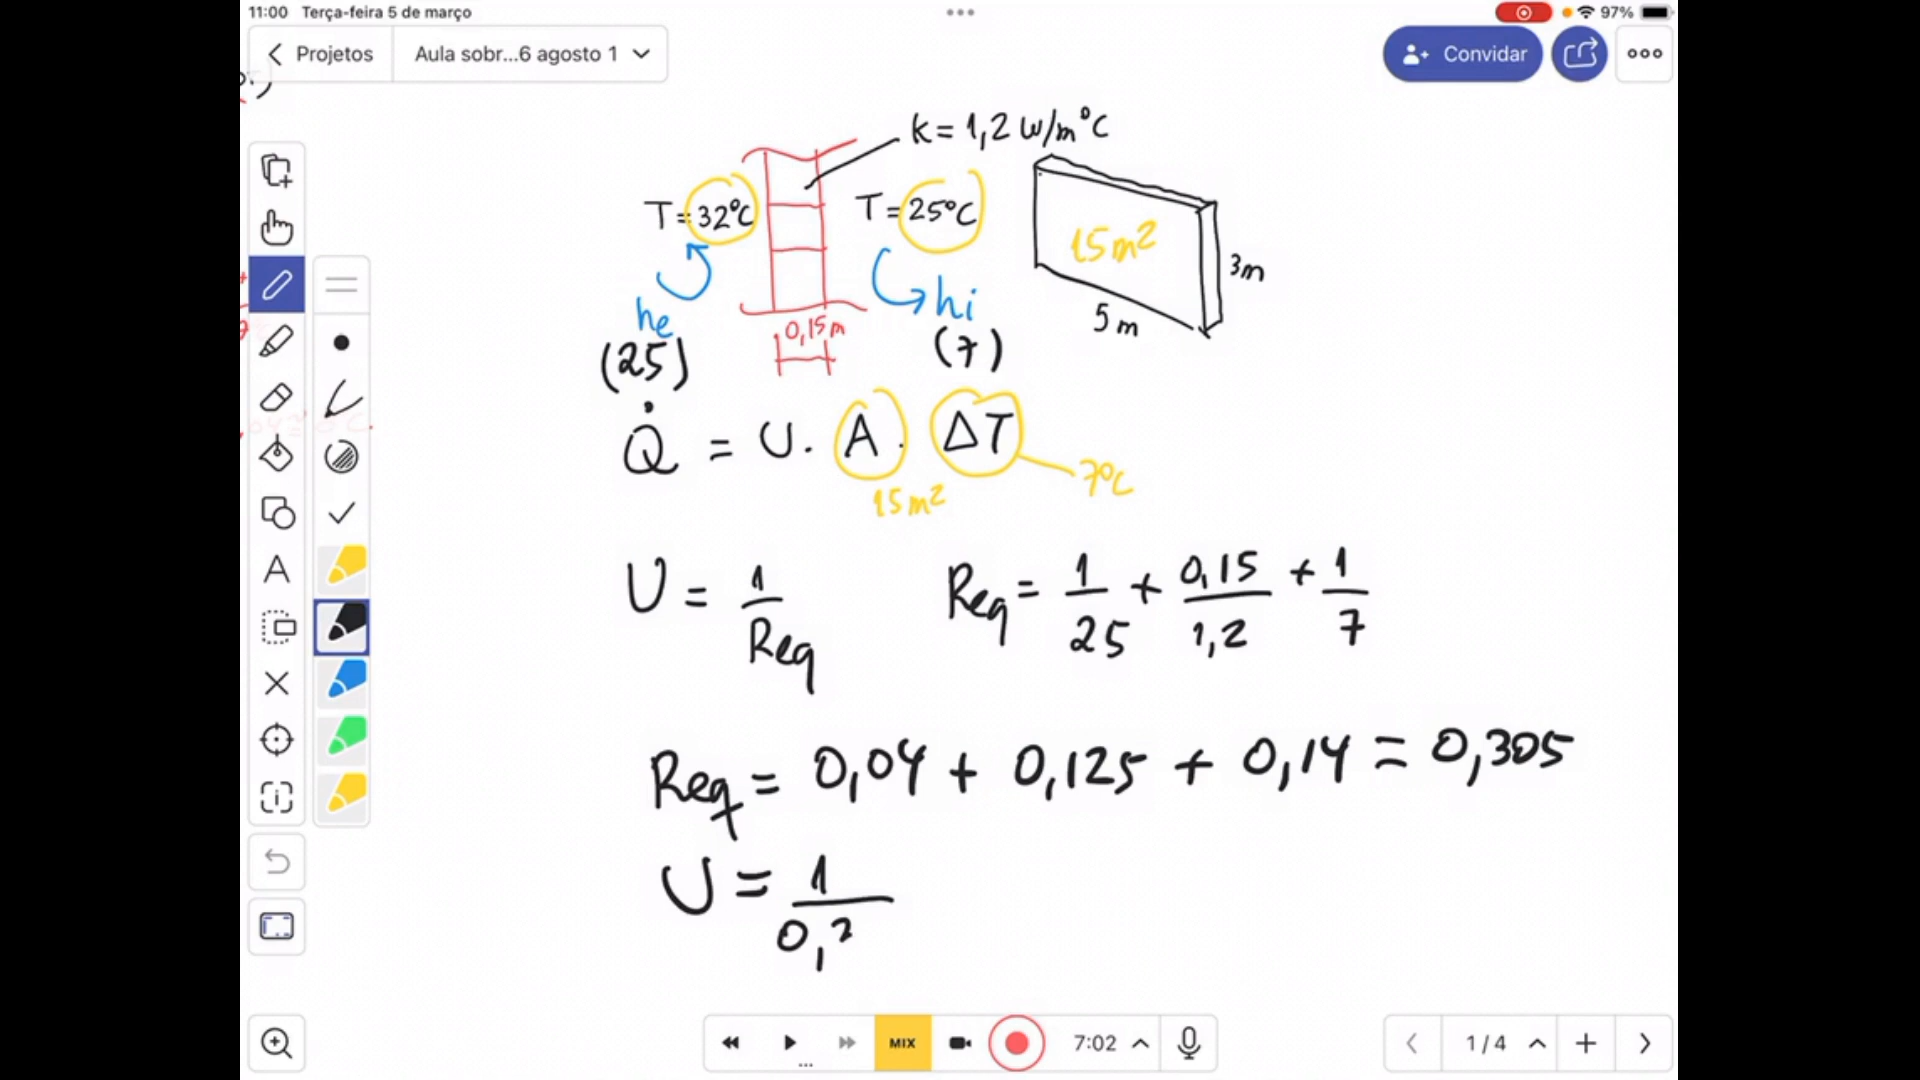 11:00 Terça-feira 5 de março
97%
Projetos
Aula sobr...6 agosto 1
Convidar
k = 1,2 W/m°C
T = 32°C
T = 25°C
15 m²
3m
5 m
he
hi
0,15 m
(25)
(7)
Q̇ = U . A . ΔT
7°C
15 m²
U = 1/Req
Req = 1/25 + 0,15/1,2 + 1/7
Req = 0,04 + 0,125 + 0,14 = 0,305
U = 1/0,3
A
MIX
7:02
1 / 4